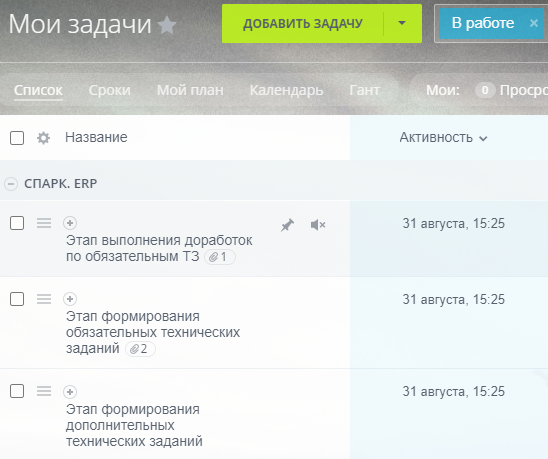 Мои задачи
ДОБАВИТЬ ЗАДАЧУ
В работе ×
Список Сроки Мой план Календарь Гант Мои: 0 Просро
Название Активность
СПАРК. ERP
31 августа, 15:25
Этап выполнения доработок
по обязательным ТЗ 1
31 августа, 15:25
Этап формирования
обязательных технических
заданий 2
31 августа, 15:25
Этап формирования
дополнительных
технических заданий